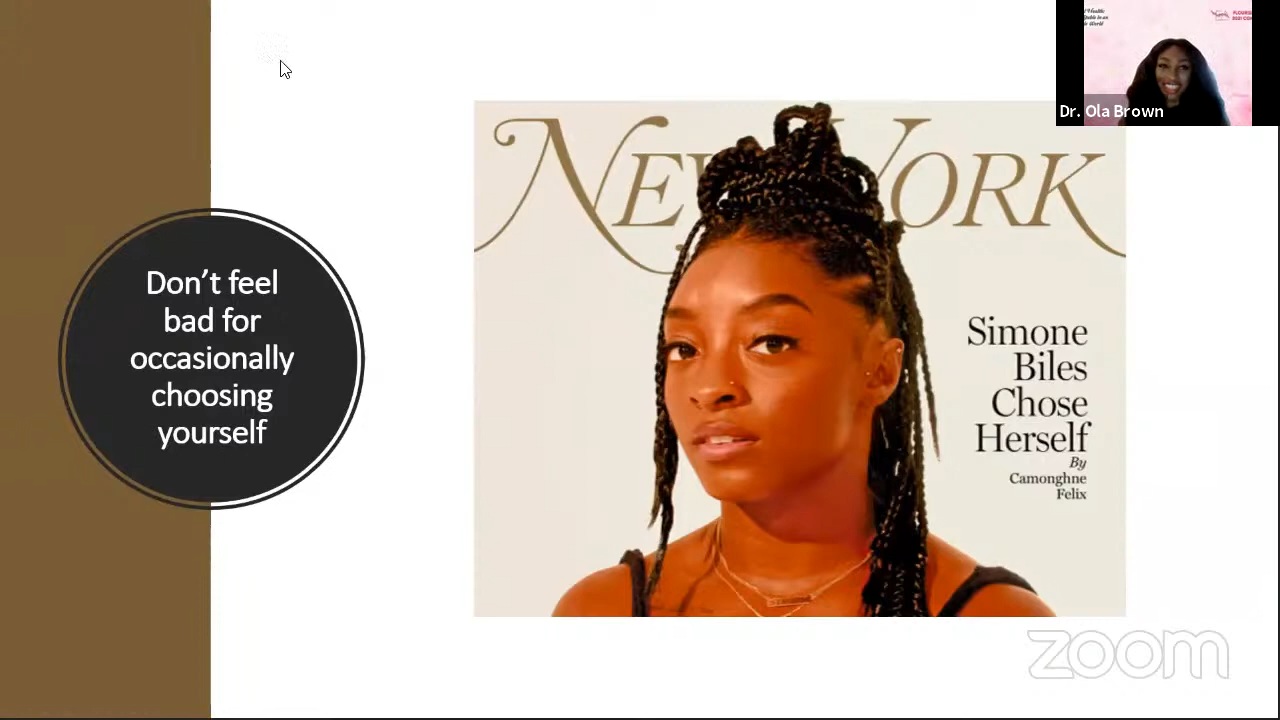 Don't feel
bad for
occasionally
choosing
yourself
NEW YORK
Simone
Biles
Chose
Herself
By
Camonghne
Felix
Dr. Ola Brown
zoom